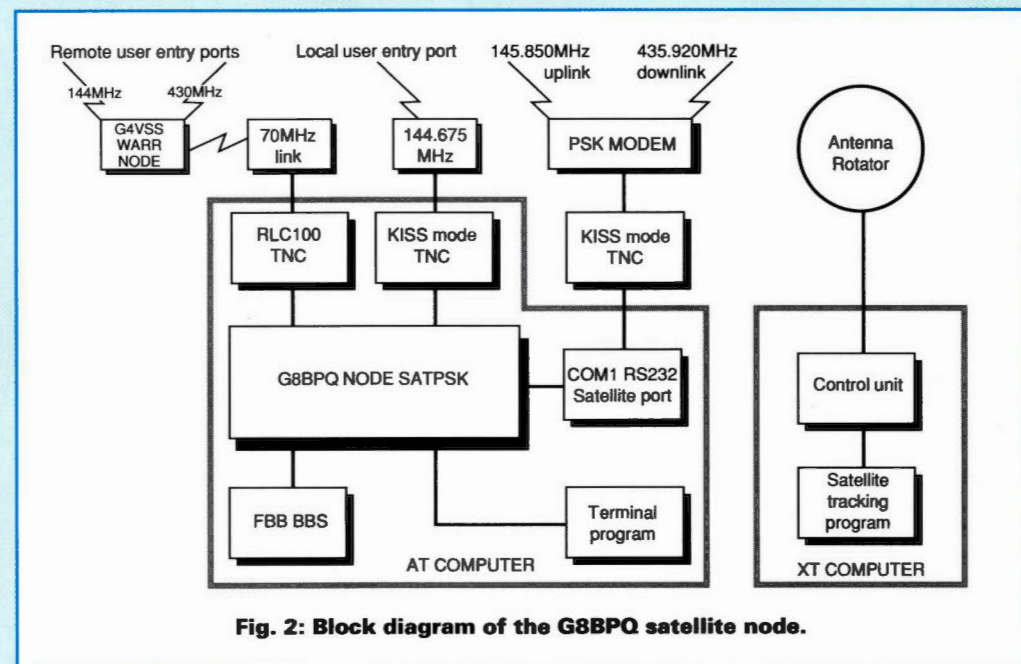 Remote user entry ports
144MHz
430MHz
G4VSS
WARR
NODE
70MHz
link
Local user entry port
144.675
MHz
145.850MHz
uplink
435.920MHz
downlink
PSK MODEM
Antenna
Rotator
RLC100
TNC
KISS mode
TNC
KISS mode
TNC
G8BPQ NODE SATPSK
COM1 RS232
Satellite port
Control unit
FBB BBS
Terminal
program
Satellite
tracking
program
AT COMPUTER
XT COMPUTER
Fig. 2: Block diagram of the G8BPQ satellite node.